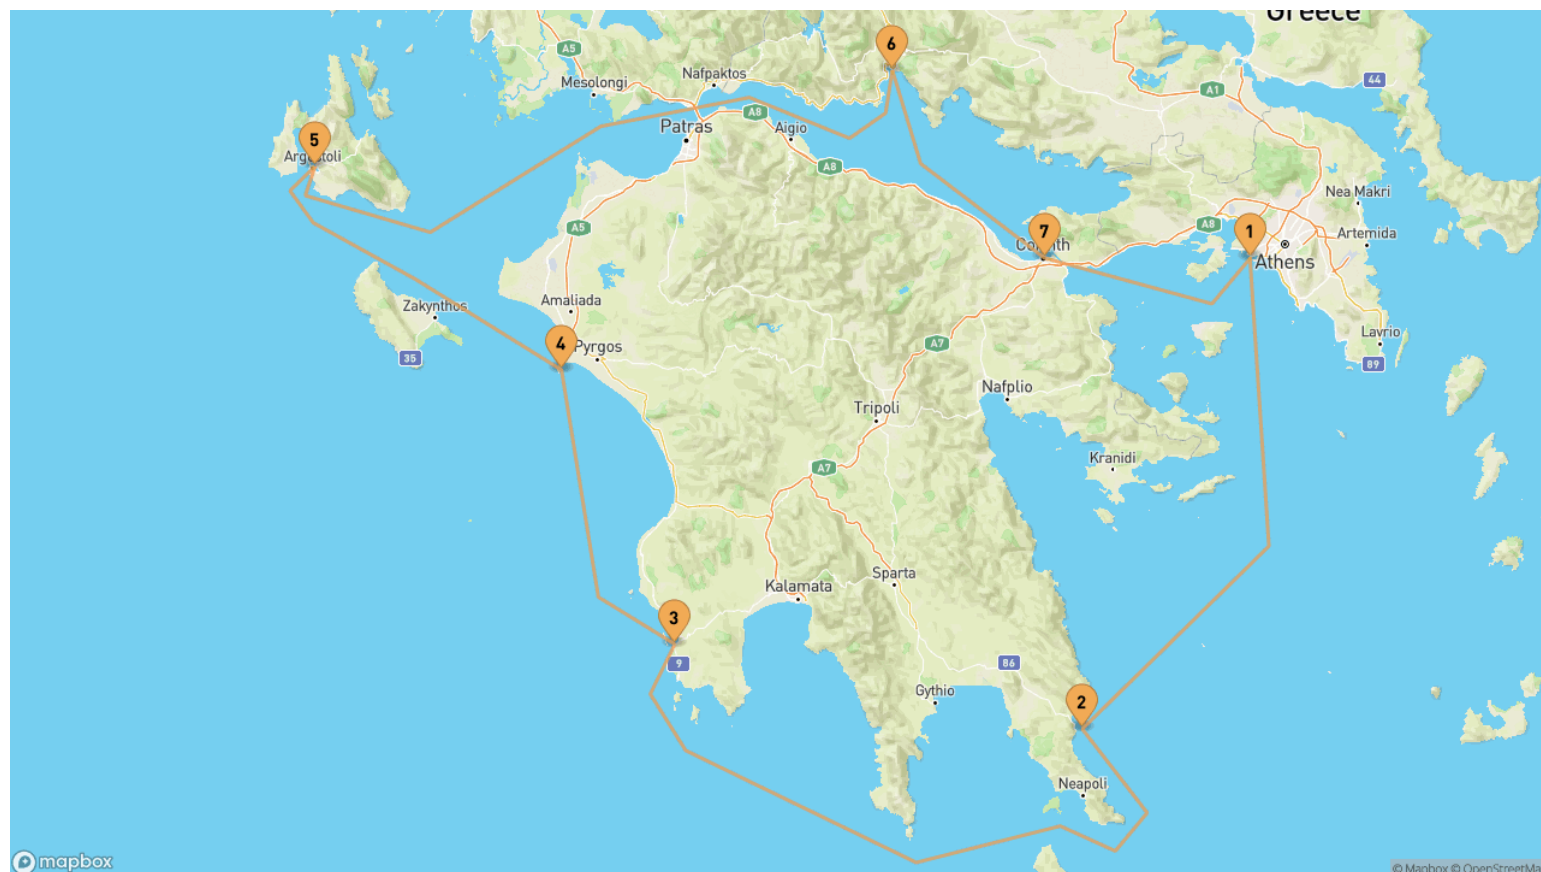 Greece
6
A5
Nafpaktos
44
Mesolongi
A1
A8
Patras
Aigio
5
Argostoli
A8
Nea Makri
A5
A8
7
1
Artemida
Corinth
Athens
Zakynthos
Amaliada
Lavrio
4
Pyrgos
A7
35
89
Nafplio
Tripoli
Kranidi
A7
Sparta
Kalamata
3
9
86
Gythio
2
Neapoli
mapbox
© Mapbox © OpenStreetMa